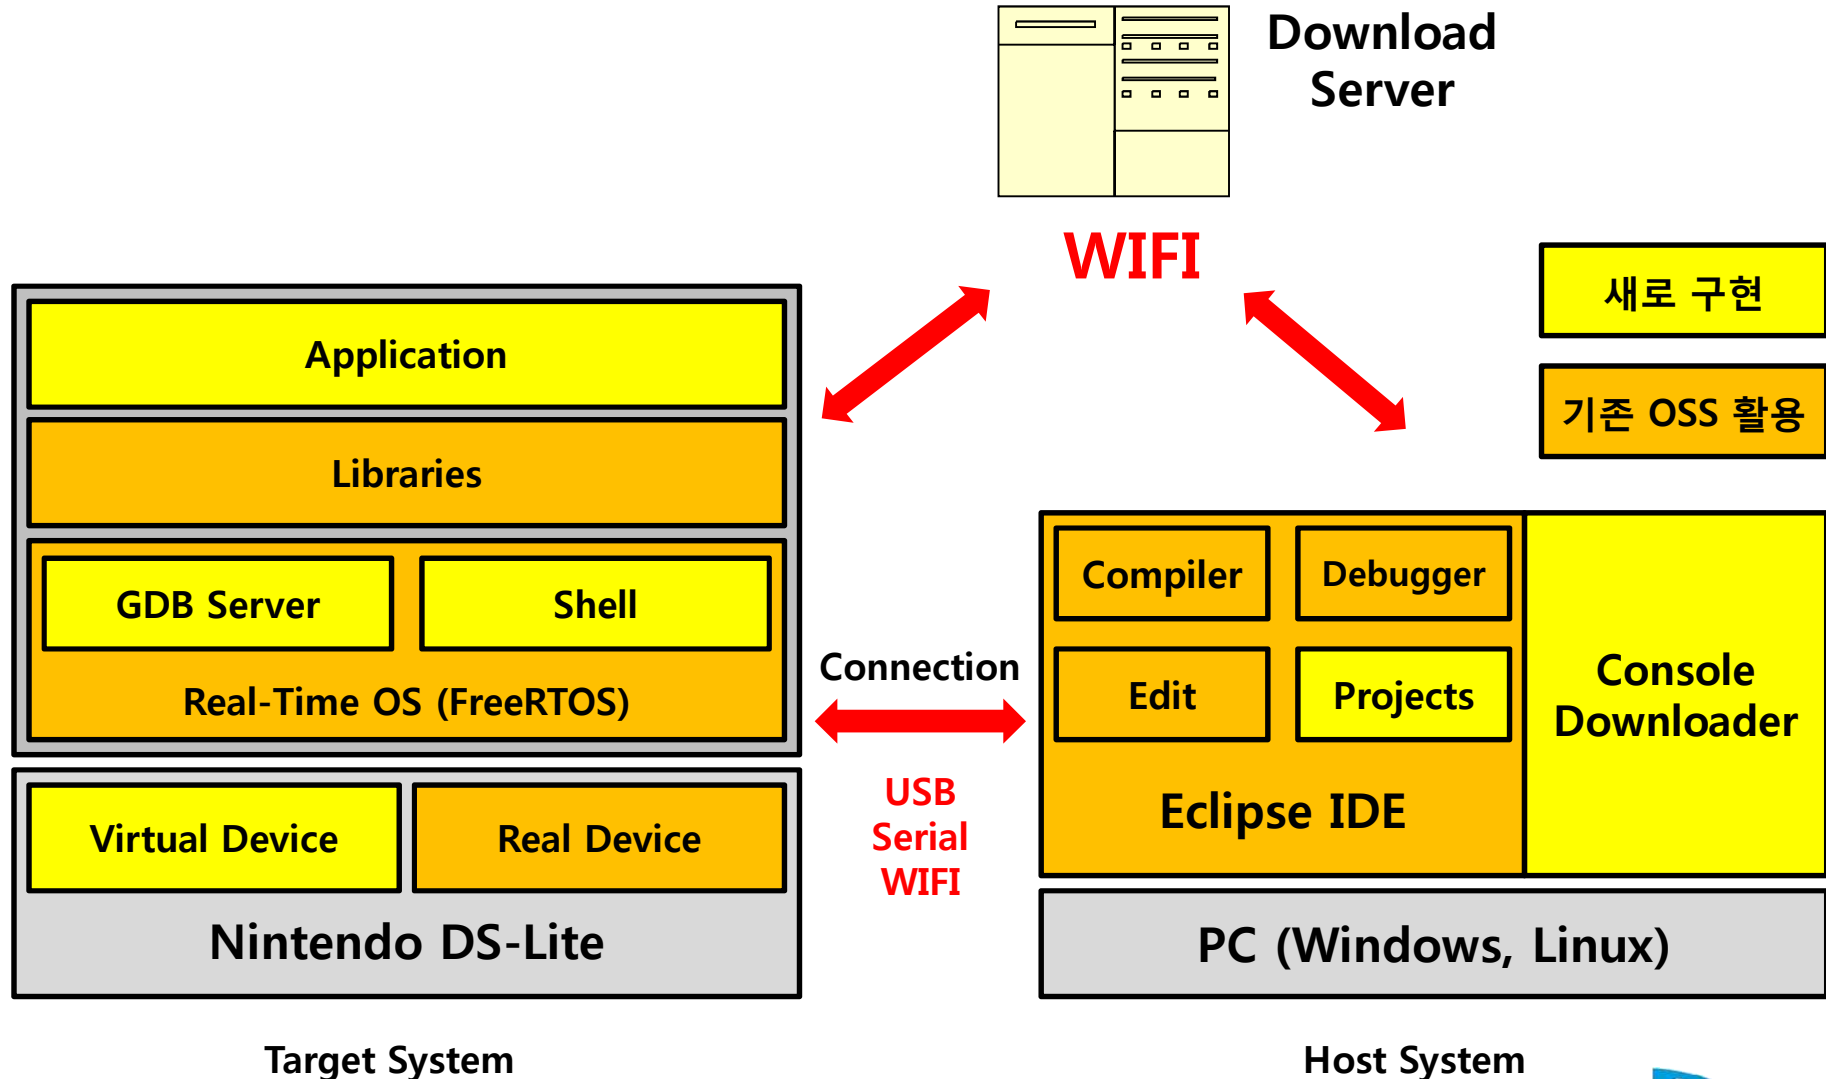 Download
Server
WIFI
새로 구현
기존 OSS 활용
Application
Libraries
GDB Server
Shell
Real-Time OS (FreeRTOS)
Virtual Device
Real Device
Nintendo DS-Lite
Target System
Connection
USB
Serial
WIFI
Compiler
Debugger
Edit
Projects
Eclipse IDE
Console
Downloader
PC (Windows, Linux)
Host System